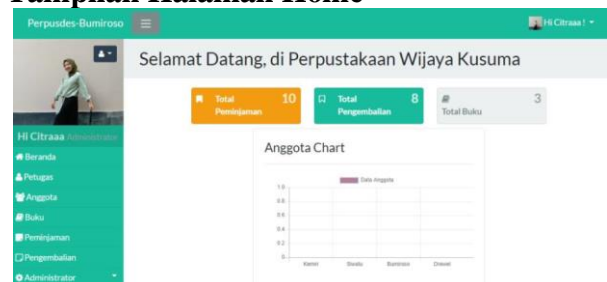 Tampilan Halaman Home
Perpusdes-Bumiroso
Hi Citraaa !
Selamat Datang, di Perpustakaan Wijaya Kusuma
Total Peminjaman 10
Total Pengembalian 8
Total Buku 3
HI Citraaa Administrator
Beranda
Petugas
Anggota
Buku
Peminjaman
Pengembalian
Administrator
Anggota Chart
Data Anggota
1.0
0.8
0.6
0.4
0.2
0
Bumiroso